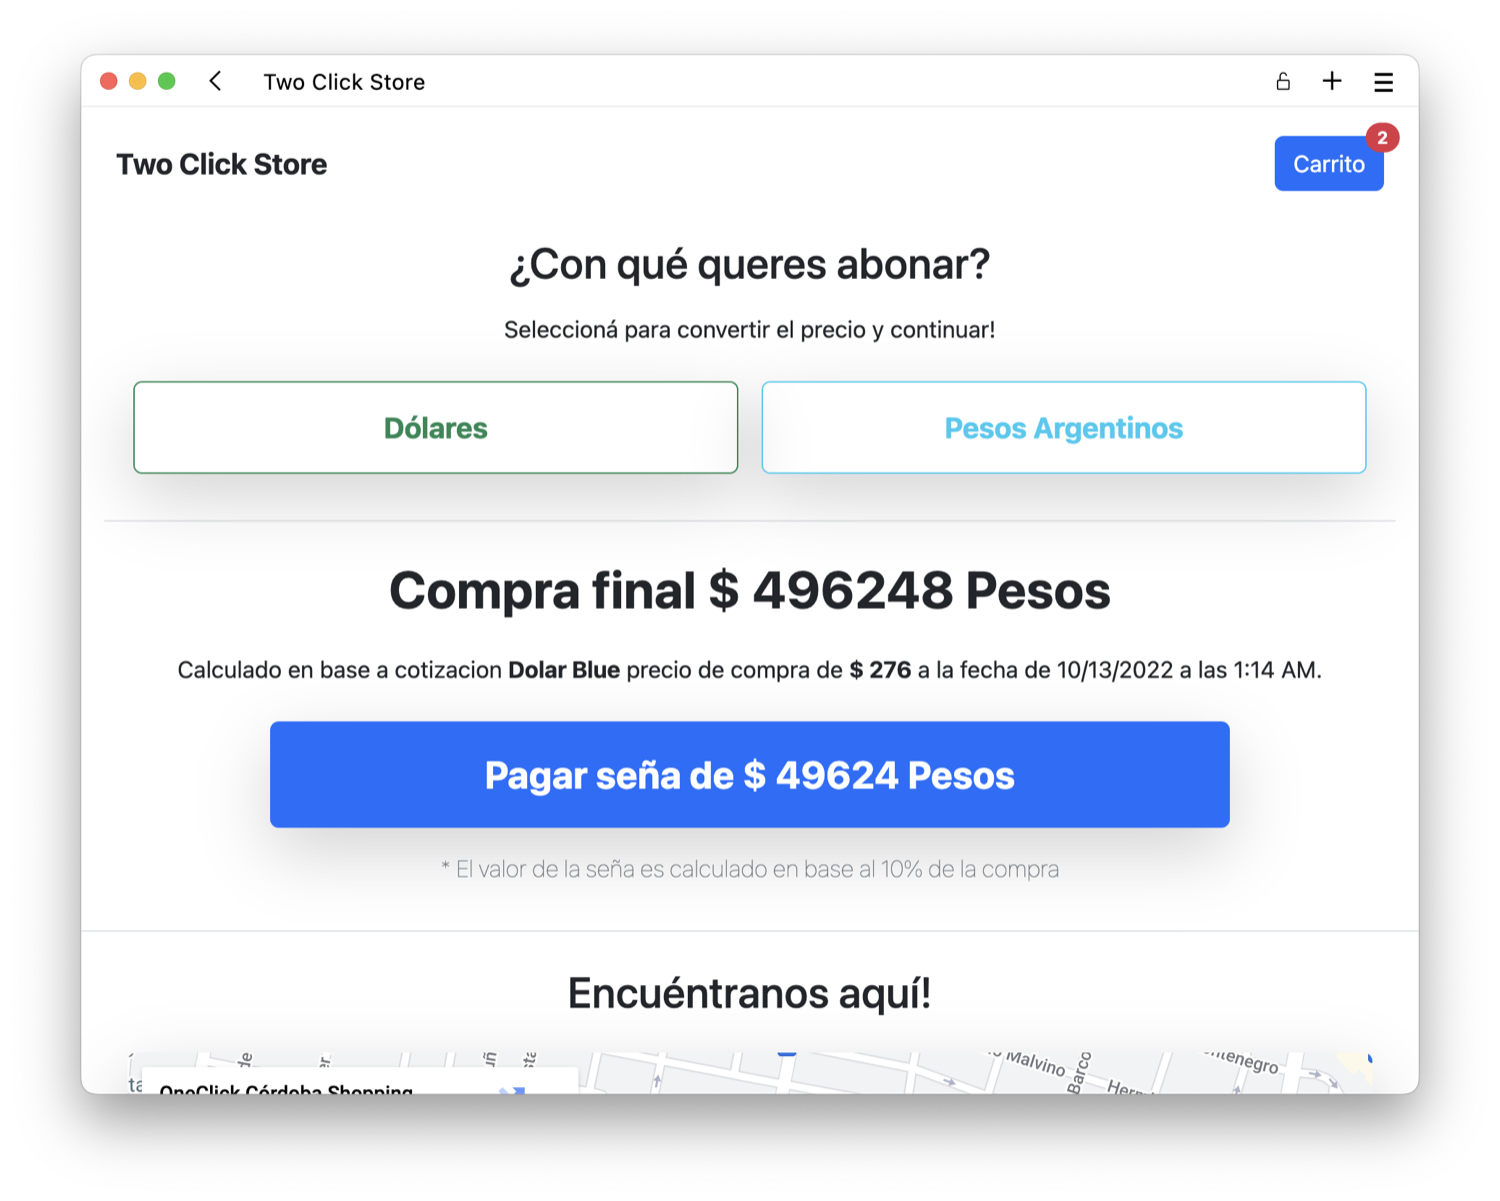 Two Click Store
Two Click Store
2
Carrito
¿Con qué queres abonar?
Seleccioná para convertir el precio y continuar!
Dólares
Pesos Argentinos
Compra final $ 496248 Pesos
Calculado en base a cotizacion Dolar Blue precio de compra de $ 276 a la fecha de 10/13/2022 a las 1:14 AM.
Pagar seña de $ 49624 Pesos
* El valor de la seña es calculado en base al 10% de la compra
Encuéntranos aquí!
Malvino
Barco
OneClick Córdoba Shopping